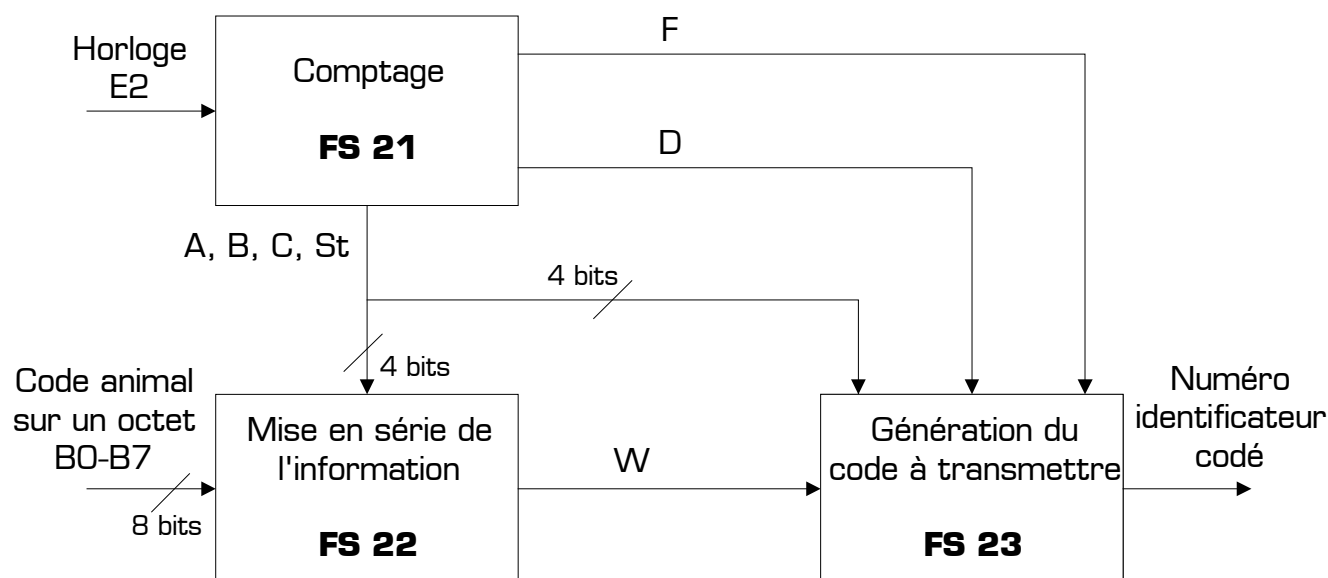 F
Horloge
E2
Comptage
FS 21
D
A, B, C, St
4 bits
4 bits
Code animal
sur un octet
B0-B7
8 bits
Mise en série de
l'information
FS 22
W
Génération du
code à transmettre
FS 23
Numéro
identificateur
codé